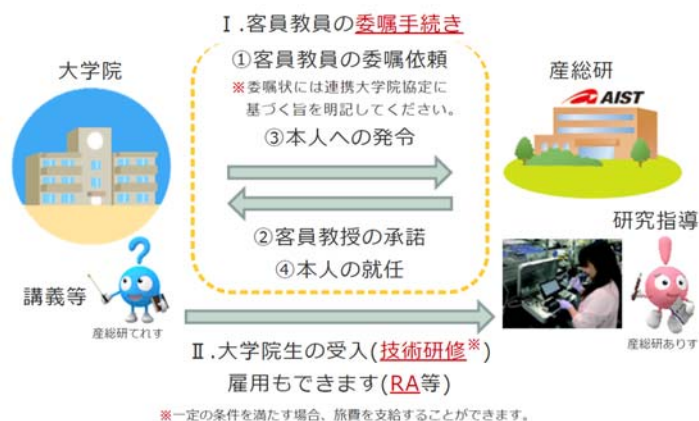 Ⅰ.客員教員の委嘱手続き
①客員教員の委嘱依頼
※委嘱状には連携大学院協定に
基づく旨を明記してください。
③本人への発令
大学院
産総研
AIST
②客員教授の承諾
④本人の就任
講義等
産総研てれす
研究指導
産総研ありす
Ⅱ.大学院生の受入(技術研修※)
雇用もできます(RA等)
※一定の条件を満たす場合、旅費を支給することができます。